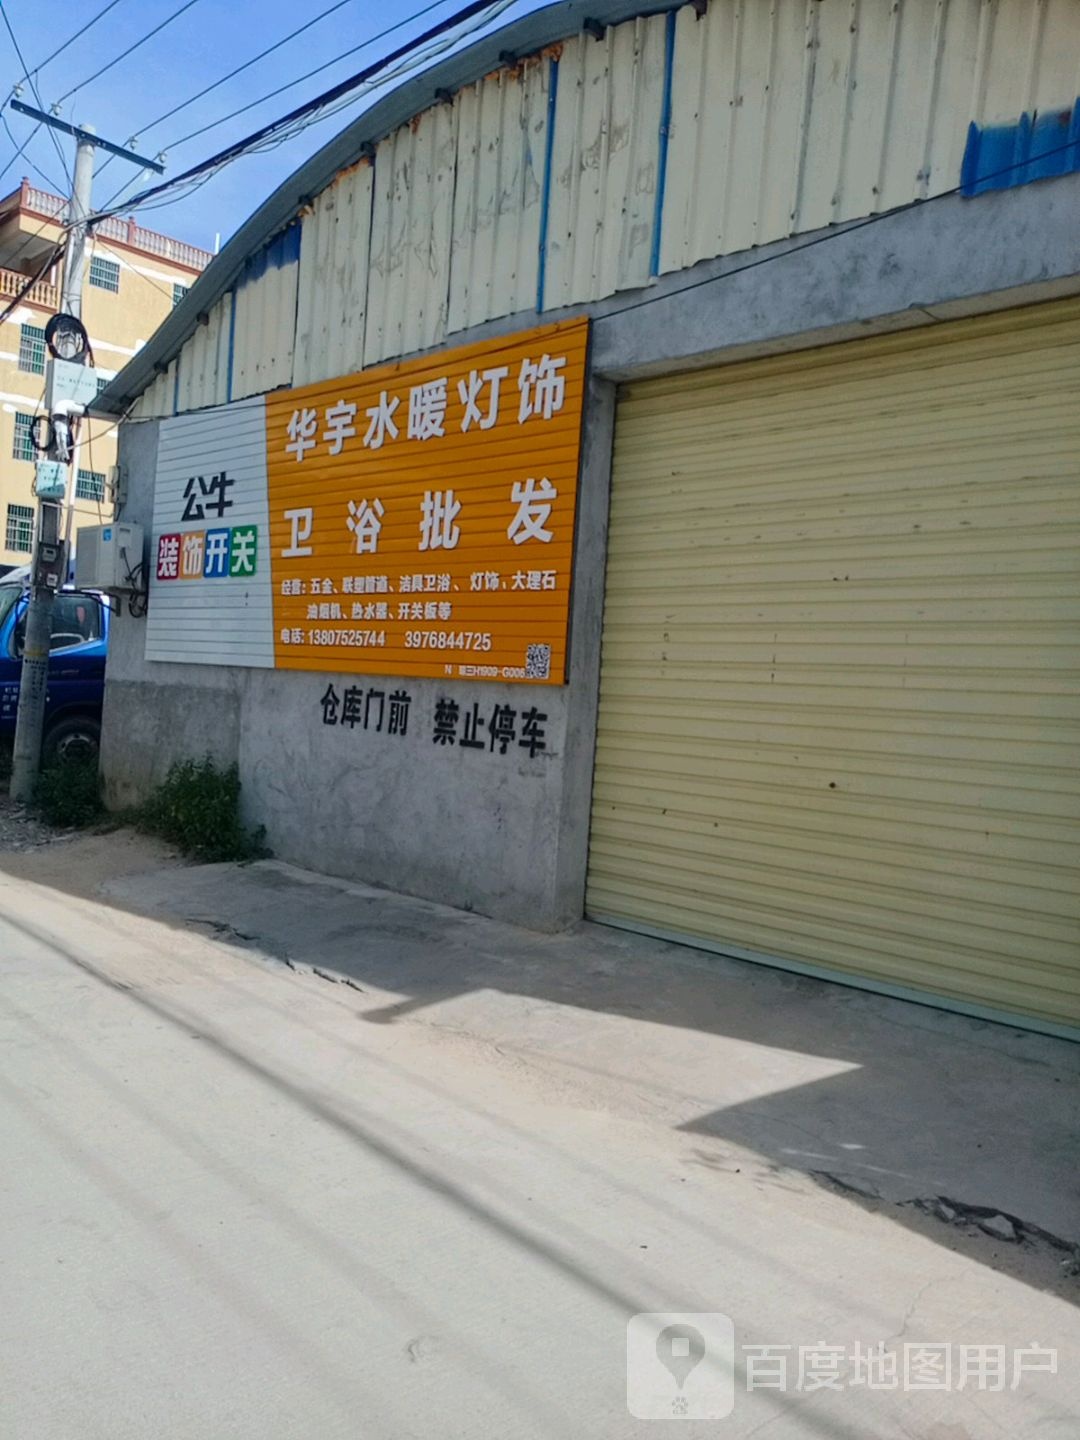 公牛
装饰开关
华宇水暖灯饰
卫浴批发
经营：五金、联塑管道、洁具卫浴、灯饰、大理石
油烟机、热水器、开关板等
电话：13807525744 3976844725
仓库门前 禁止停车
百度地图用户